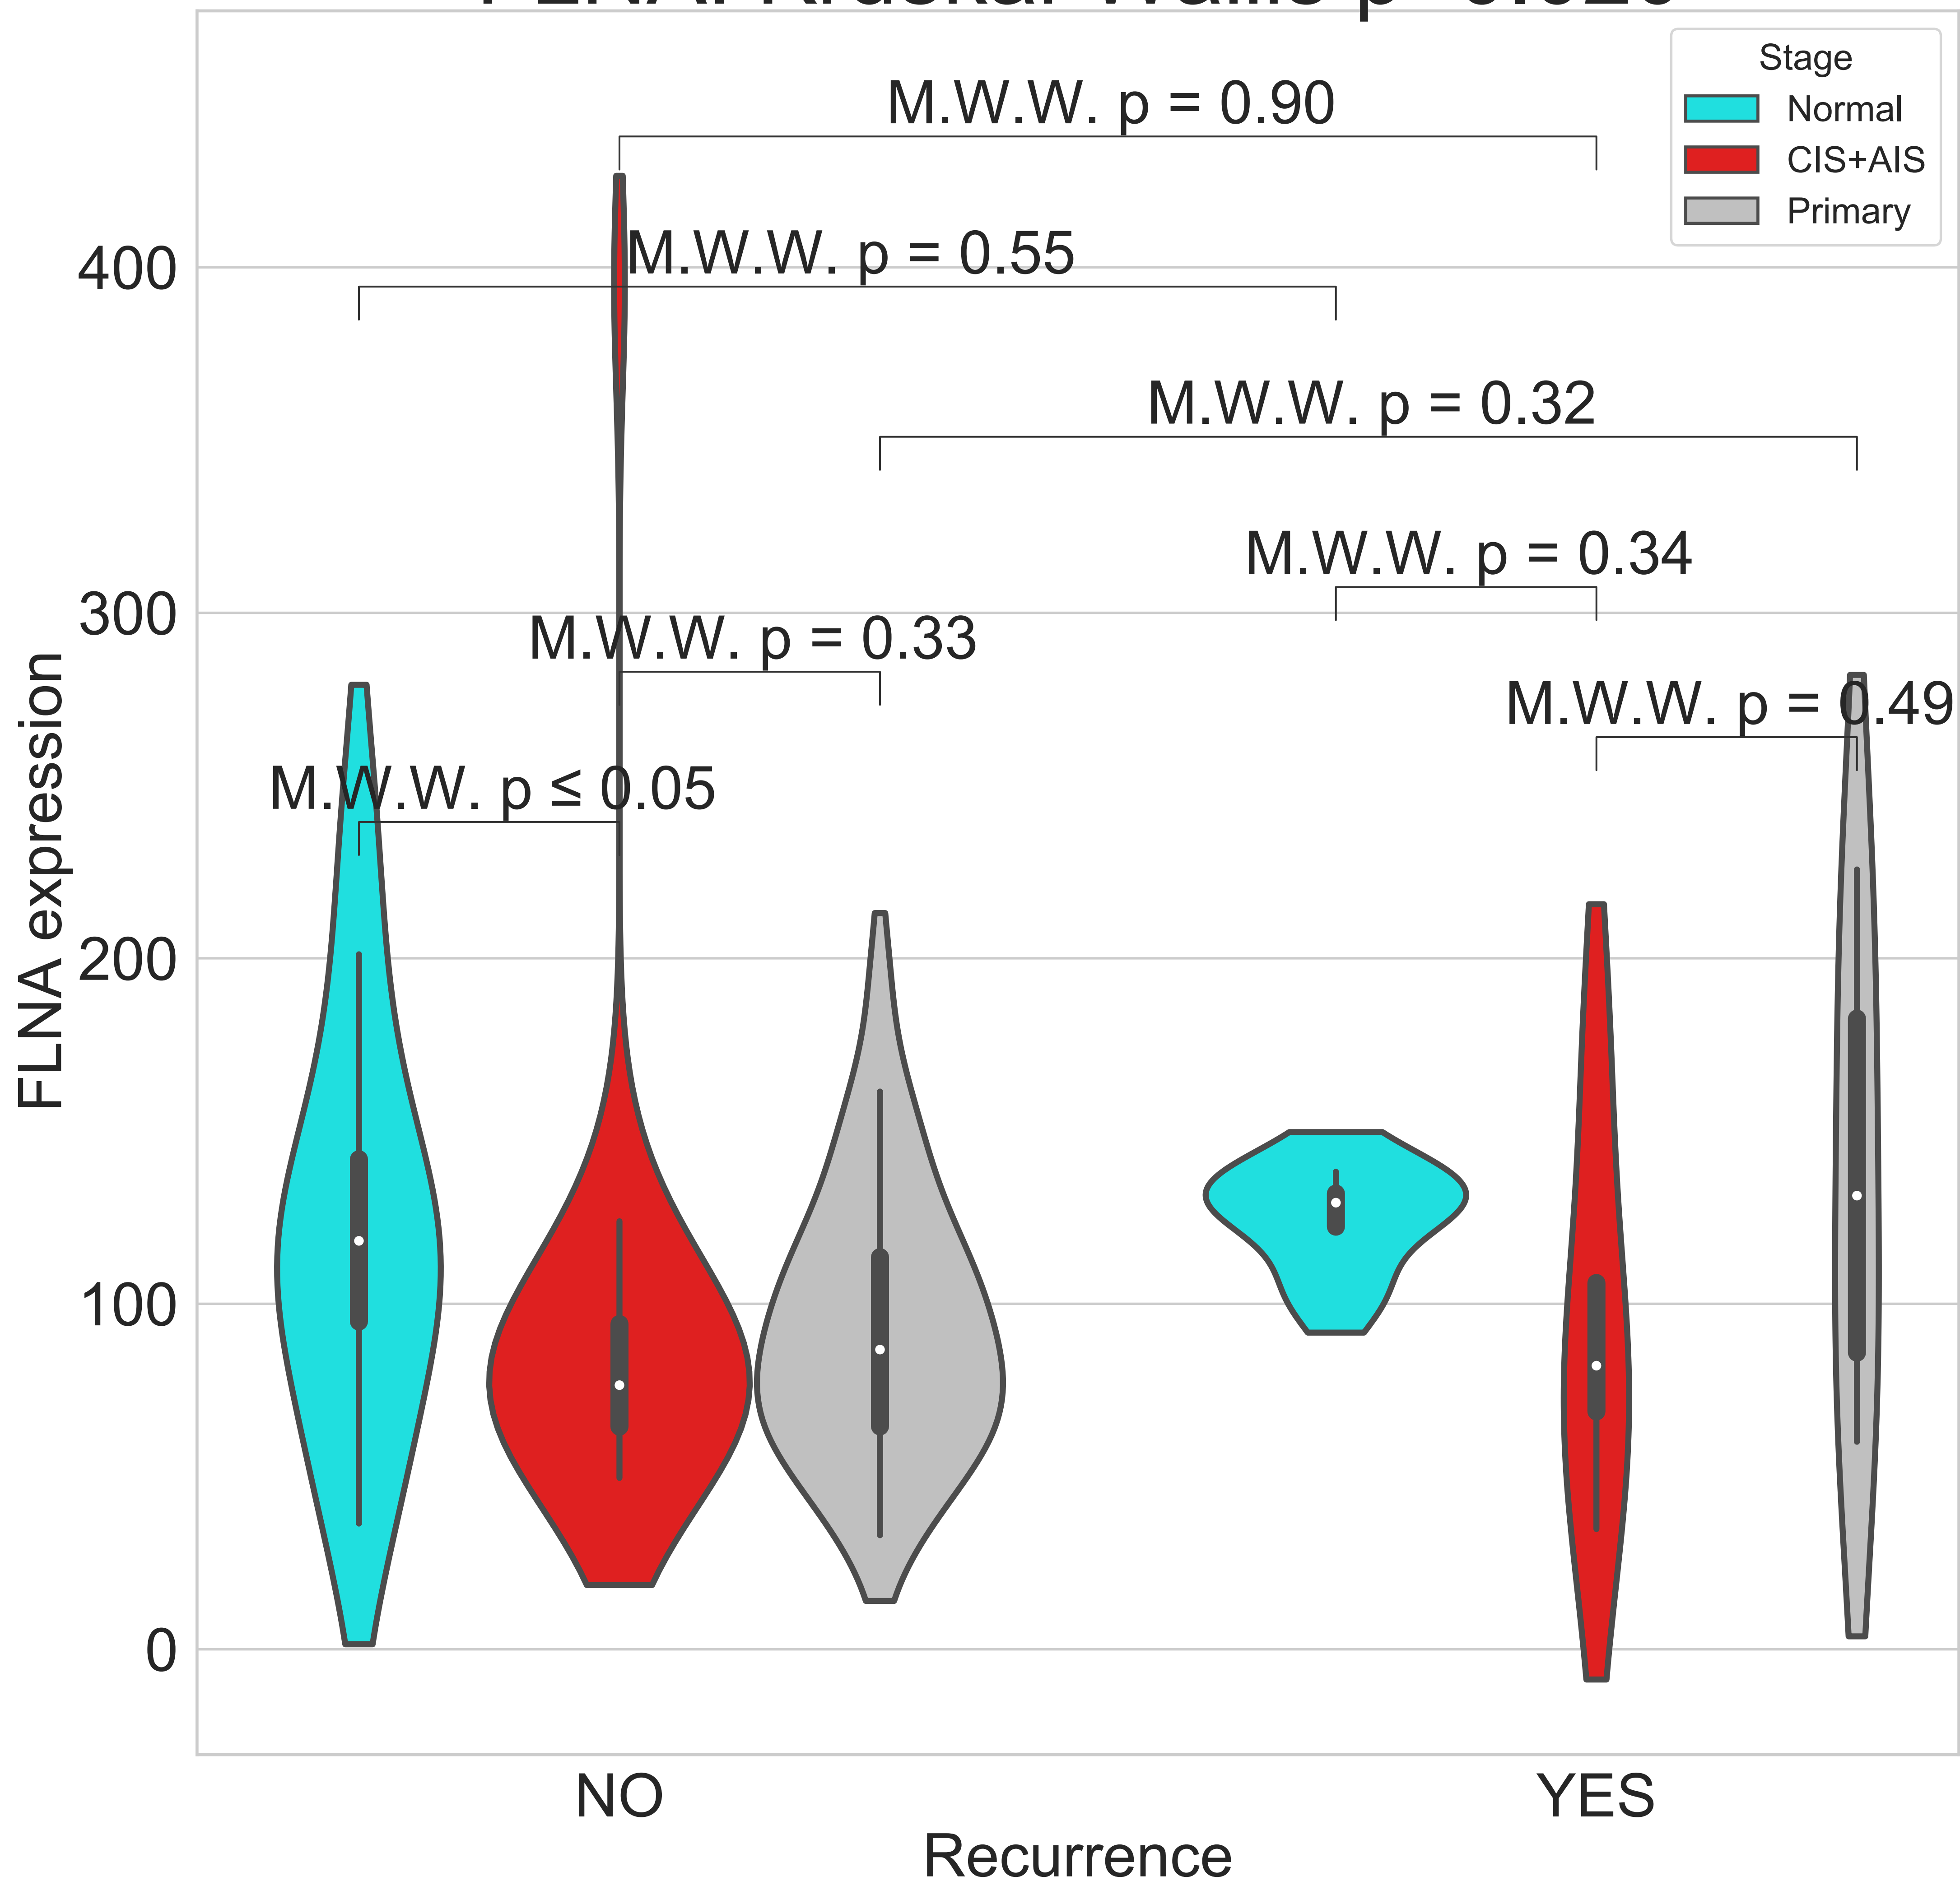 Stage
Normal
CIS+AIS
Primary
M.W.W. p = 0.90
M.W.W. p = 0.55
M.W.W. p = 0.32
M.W.W. p = 0.34
M.W.W. p = 0.33
M.W.W. p = 0.49
M.W.W. p ≤ 0.05
400
300
200
100
0
FLNA expression
NO
YES
Recurrence